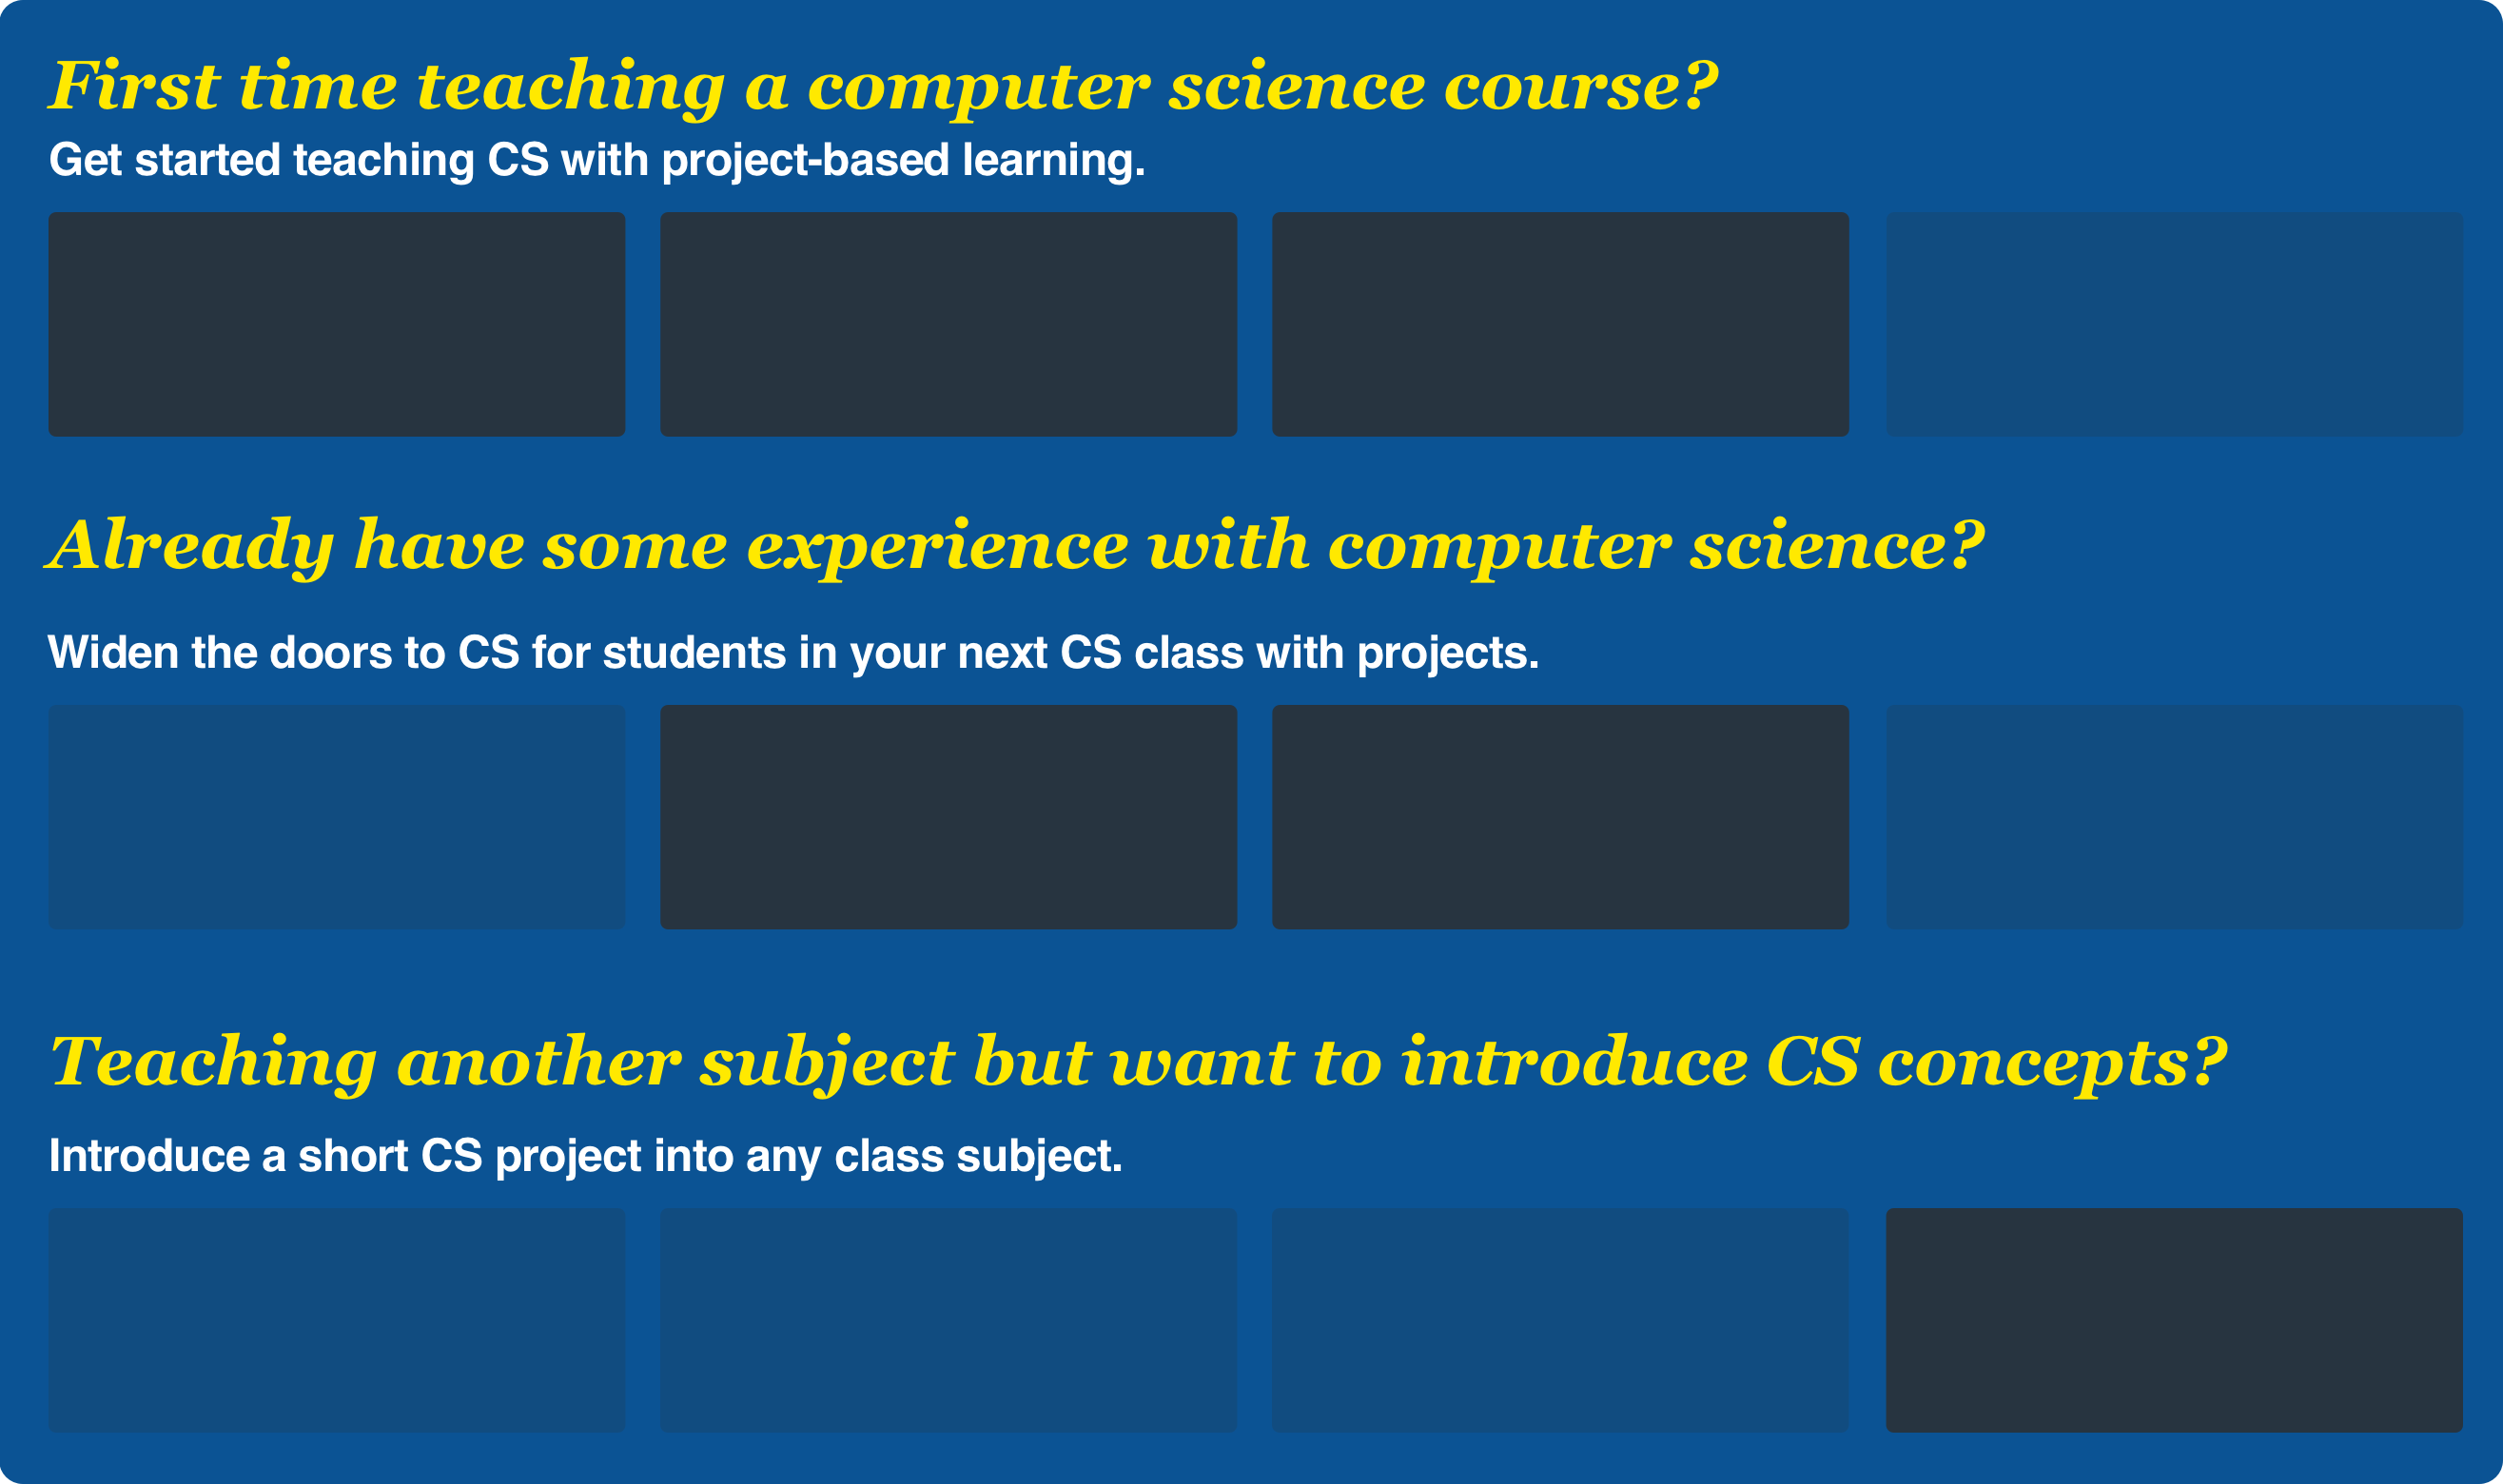 First time teaching a computer science course?
Get started teaching CS with project-based learning.
Already have some experience with computer science?
Widen the doors to CS for students in your next CS class with projects.
Teaching another subject but want to introduce CS concepts?
Introduce a short CS project into any class subject.